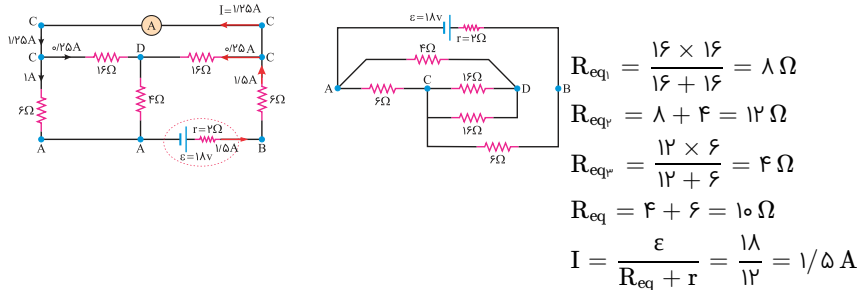 C A I=۱/۲۵A C
۱/۲۵A
C ۰/۲۵A D ۰/۲۵A C
۱۶Ω ۱۶Ω
۱A ۱/۵A
۶Ω ۴Ω ۶Ω
r=۲Ω
A A ۱/۵A B
ε=۱۸v
ε=۱۸v
r=۲Ω
۴Ω
A C ۱۶Ω D B
۶Ω
۱۶Ω
۶Ω
R_eq۱ = (۱۶ × ۱۶)/(۱۶ + ۱۶) = ۸ Ω
R_eq۲ = ۸ + ۴ = ۱۲ Ω
R_eq۳ = (۱۲ × ۶)/(۱۲ + ۶) = ۴ Ω
R_eq = ۴ + ۶ = ۱۰ Ω
I = ε/(R_eq + r) = ۱۸/۱۲ = ۱/۵ A